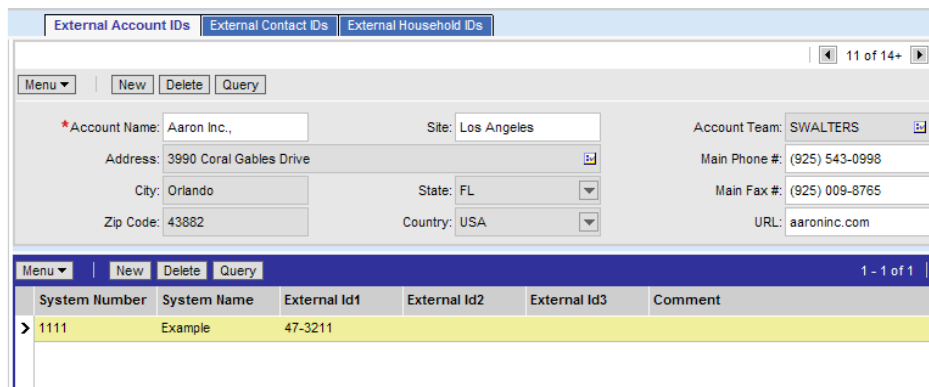 External Account IDs External Contact IDs External Household IDs
11 of 14+
Menu New Delete Query
*Account Name: Aaron Inc., Site: Los Angeles Account Team: SWALTERS
Address: 3990 Coral Gables Drive Main Phone #: (925) 543-0998
City: Orlando State: FL Main Fax #: (925) 009-8765
Zip Code: 43882 Country: USA URL: aaroninc.com
Menu New Delete Query 1 - 1 of 1
System Number System Name External Id1 External Id2 External Id3 Comment
1111 Example 47-3211